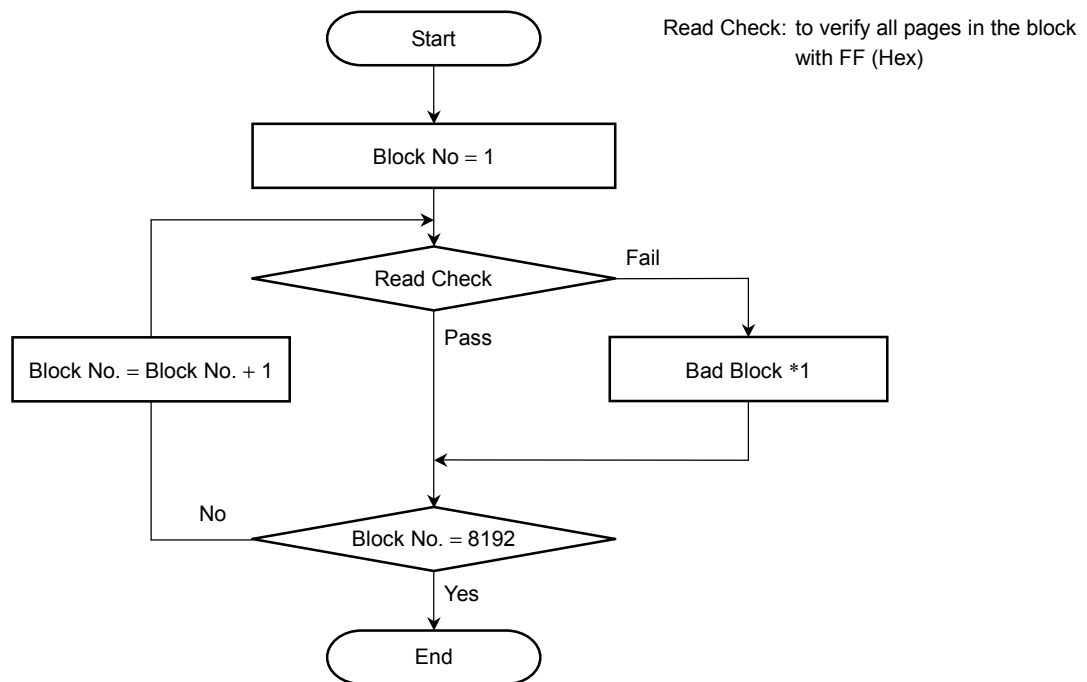 Start
Read Check: to verify all pages in the block
with FF (Hex)
Block No = 1
Read Check
Fail
Pass
Block No. = Block No. + 1
Bad Block *1
No
Block No. = 8192
Yes
End